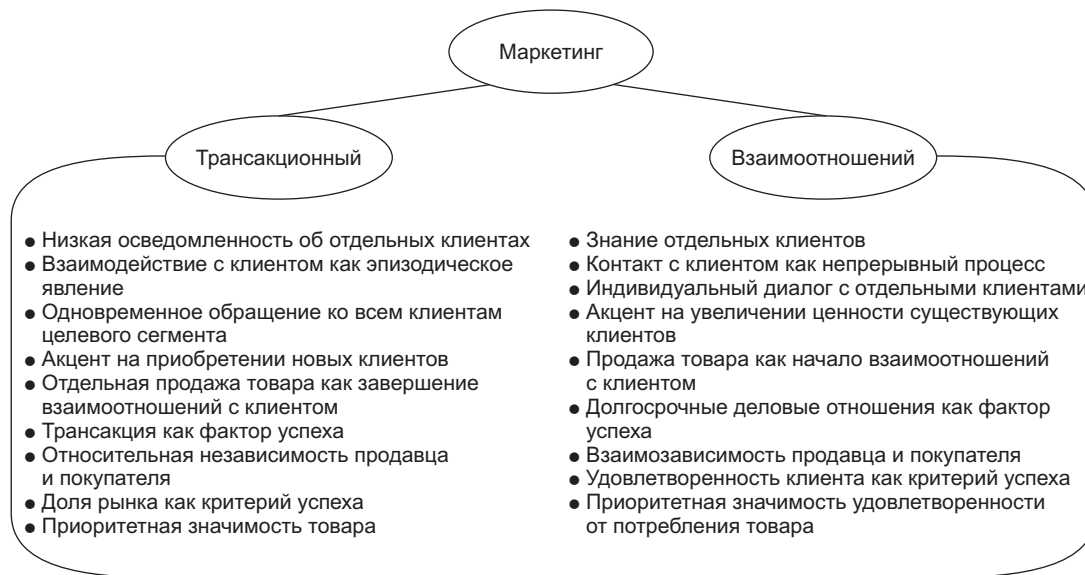 Маркетинг
Трансакционный
Взаимоотношений
● Низкая осведомленность об отдельных клиентах
● Взаимодействие с клиентом как эпизодическое
явление
● Одновременное обращение ко всем клиентам
целевого сегмента
● Акцент на приобретении новых клиентов
● Отдельная продажа товара как завершение
взаимоотношений с клиентом
● Трансакция как фактор успеха
● Относительная независимость продавца
и покупателя
● Доля рынка как критерий успеха
● Приоритетная значимость товара
● Знание отдельных клиентов
● Контакт с клиентом как непрерывный процесс
● Индивидуальный диалог с отдельными клиентами
● Акцент на увеличении ценности существующих
клиентов
● Продажа товара как начало взаимоотношений
с клиентом
● Долгосрочные деловые отношения как фактор
успеха
● Взаимозависимость продавца и покупателя
● Удовлетворенность клиента как критерий успеха
● Приоритетная значимость удовлетворенности
от потребления товара